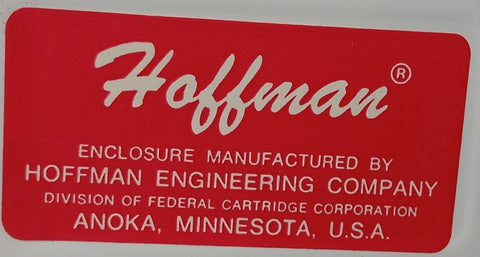 Hoffman®
ENCLOSURE MANUFACTURED BY
HOFFMAN ENGINEERING COMPANY
DIVISION OF FEDERAL CARTRIDGE CORPORATION
ANOKA, MINNESOTA, U.S.A.